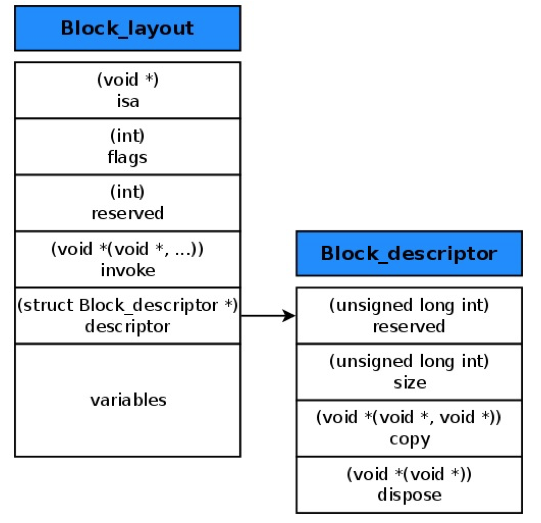 Block_layout
(void *)
isa
(int)
flags
(int)
reserved
(void *(void *, ...))
invoke
(struct Block_descriptor *)
descriptor
variables
Block_descriptor
(unsigned long int)
reserved
(unsigned long int)
size
(void *(void *, void *))
copy
(void *(void *))
dispose